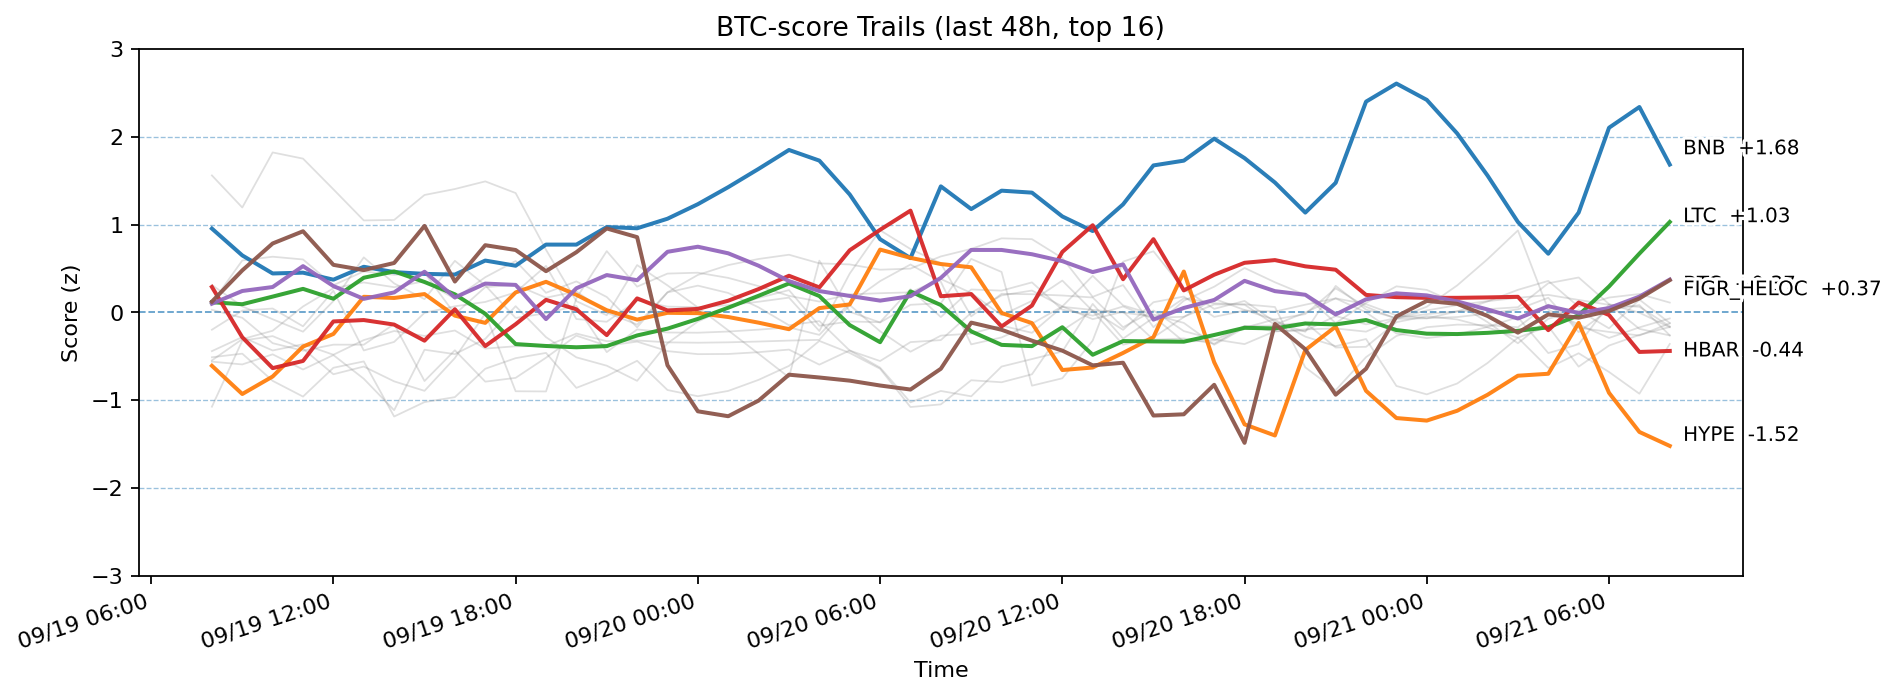 BTC-score Trails (last 48h, top 16)
Score (z)
3
2
1
0
−1
−2
−3
BNB +1.68
LTC +1.03
FIGR_HELOC +0.37
HBAR -0.44
HYPE -1.52
09/19 06:00
09/19 12:00
09/19 18:00
09/20 00:00
09/20 06:00
09/20 12:00
09/20 18:00
09/21 00:00
09/21 06:00
Time